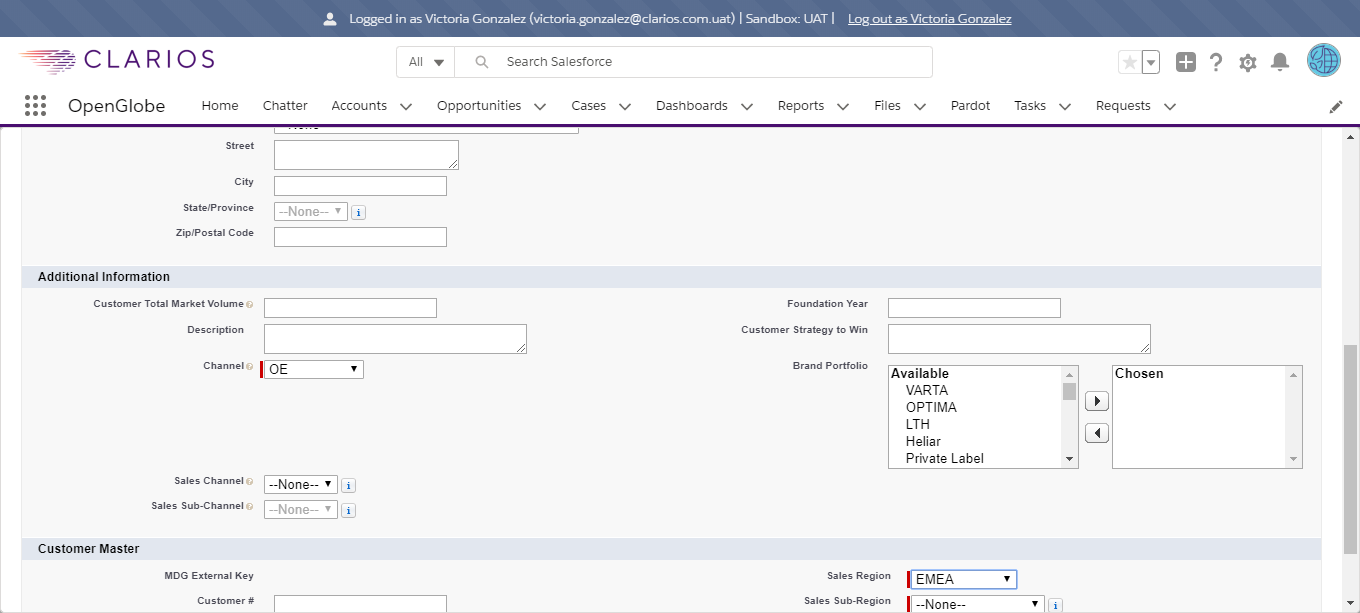 Logged in as Victoria Gonzalez (victoria.gonzalez@clarios.com.uat) | Sandbox: UAT | Log out as Victoria Gonzalez
CLARIOS
All
Search Salesforce
OpenGlobe Home Chatter Accounts Opportunities Cases Dashboards Reports Files Pardot Tasks Requests
--None--
Street
City
State/Province --None--
Zip/Postal Code
Additional Information
Customer Total Market Volume Foundation Year
Description Customer Strategy to Win
Channel OE Brand Portfolio
Available Chosen
VARTA
OPTIMA
LTH
Heliar
Private Label
Sales Channel --None--
Sales Sub-Channel --None--
Customer Master
MDG External Key Sales Region EMEA
Customer # Sales Sub-Region --None--